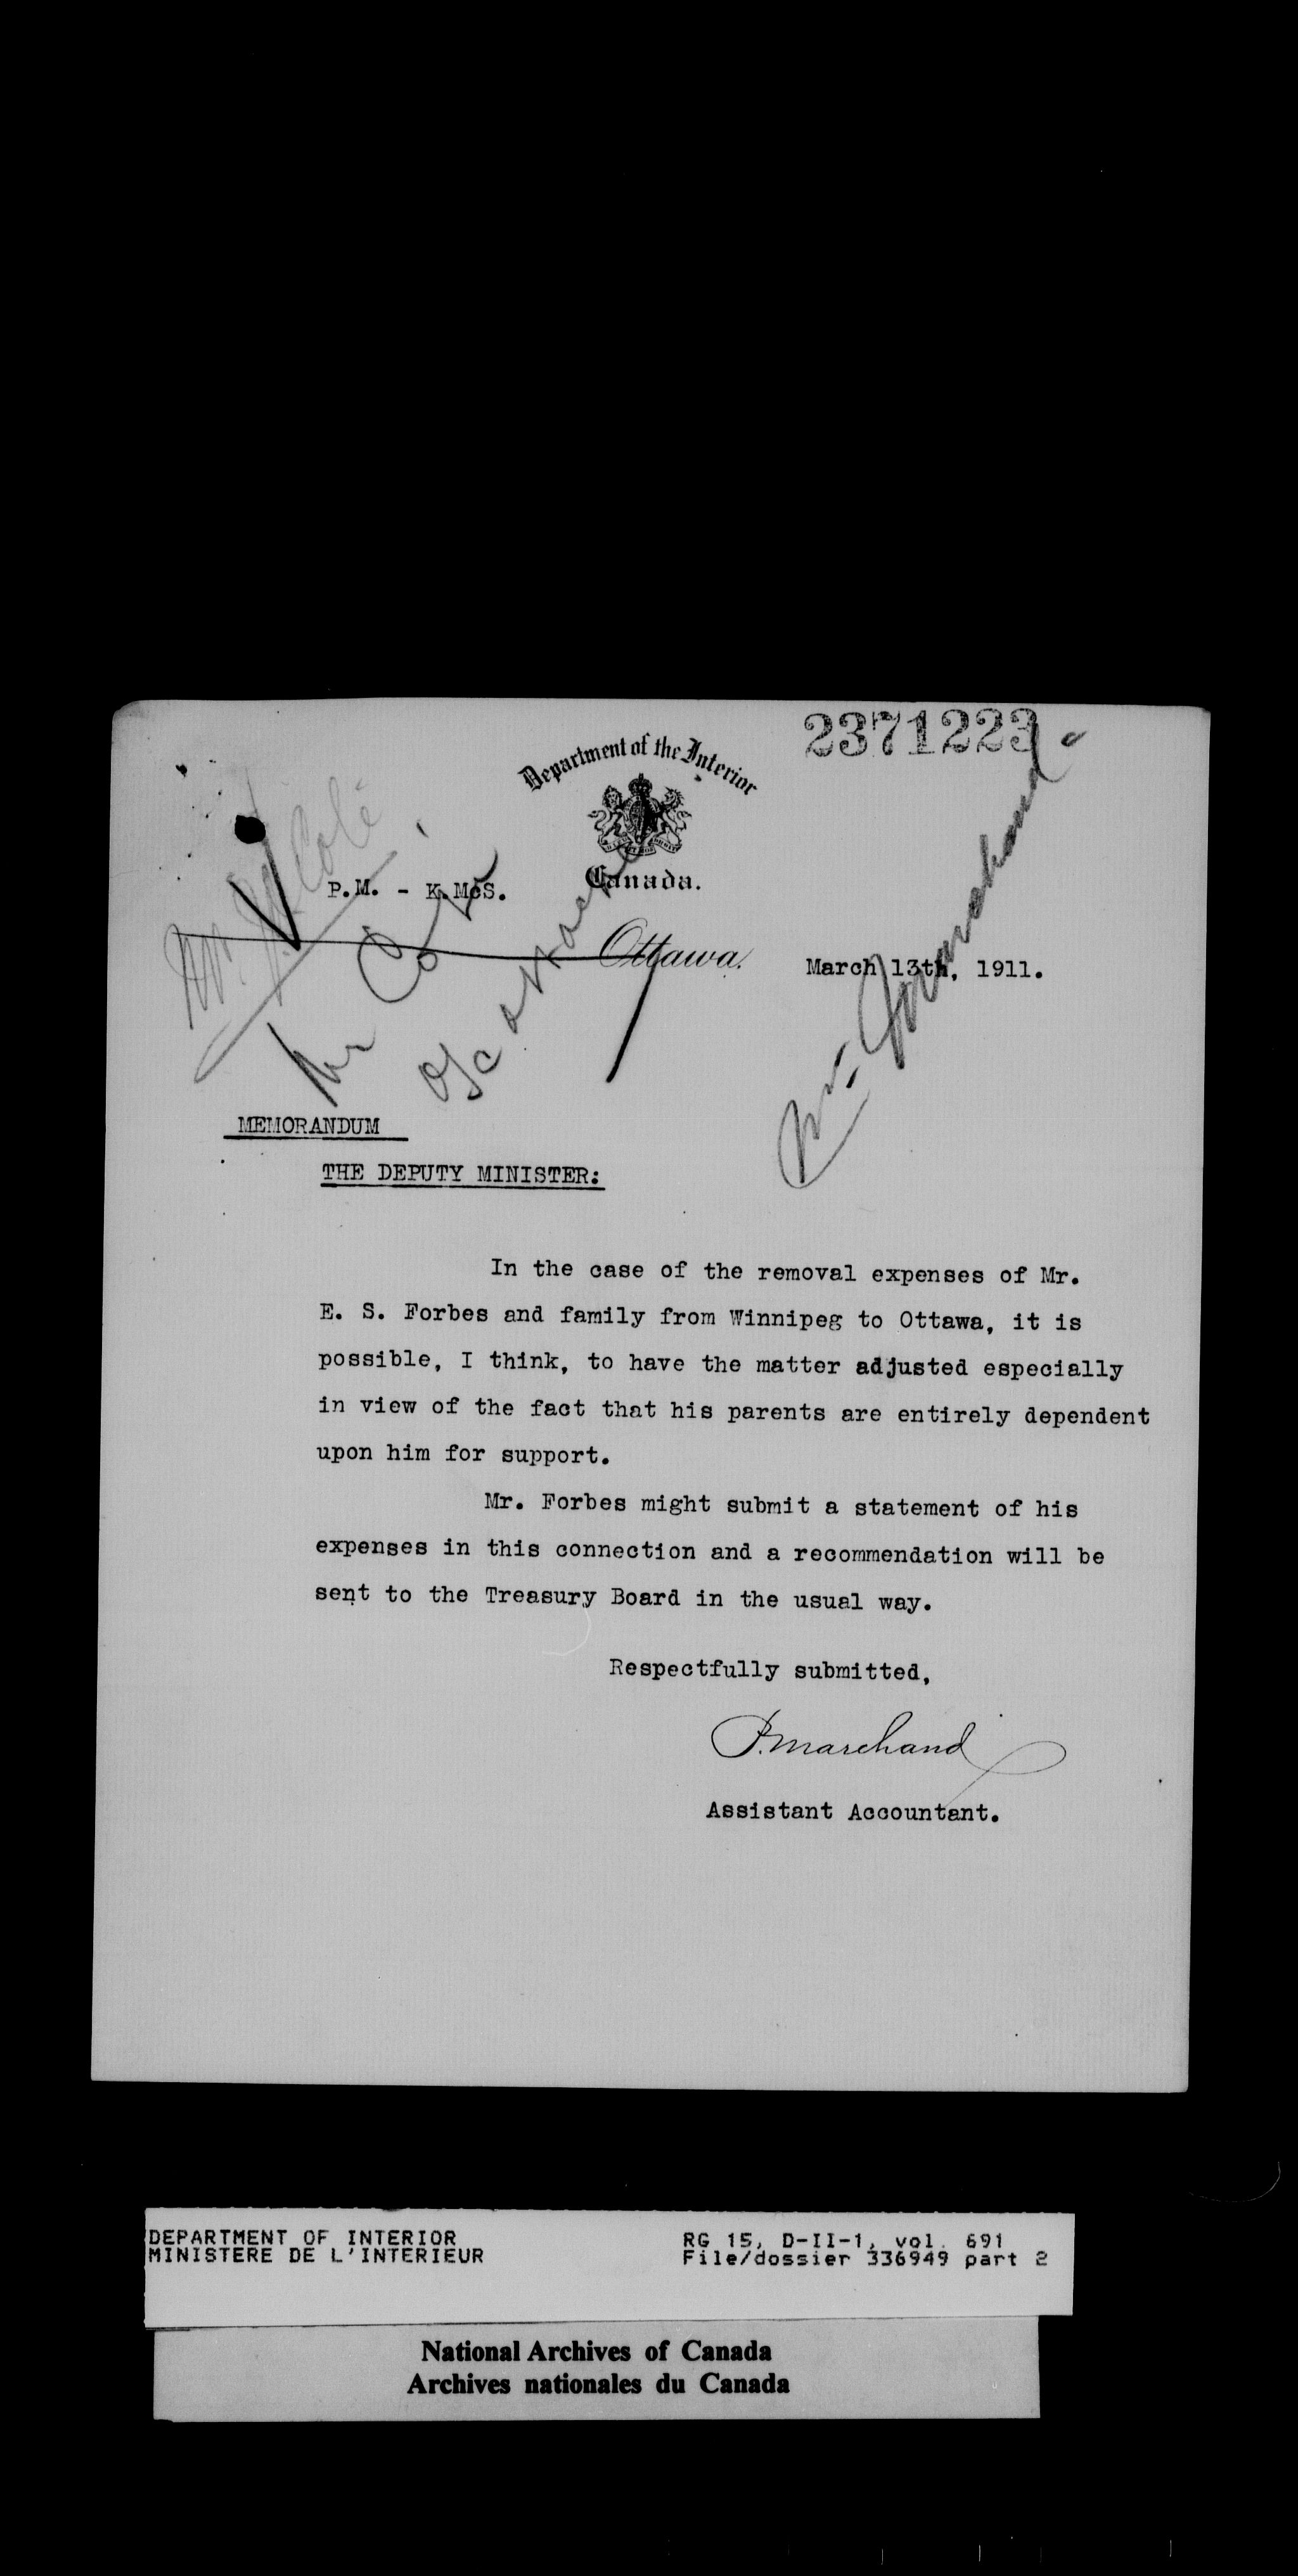 2371223
Department of the Interior
Canada.
P.M. - K.McS.
Ottawa. March 13th, 1911.
Mr. Côté
Mr. Marchand
MEMORANDUM
THE DEPUTY MINISTER:
In the case of the removal expenses of Mr.
E. S. Forbes and family from Winnipeg to Ottawa, it is
possible, I think, to have the matter adjusted especially
in view of the fact that his parents are entirely dependent
upon him for support.
Mr. Forbes might submit a statement of his
expenses in this connection and a recommendation will be
sent to the Treasury Board in the usual way.
Respectfully submitted,
P. Marchand
Assistant Accountant.
DEPARTMENT OF INTERIOR
MINISTERE DE L'INTERIEUR
RG 15, D-II-1, vol. 691
File/dossier 336949 part 2
National Archives of Canada
Archives nationales du Canada